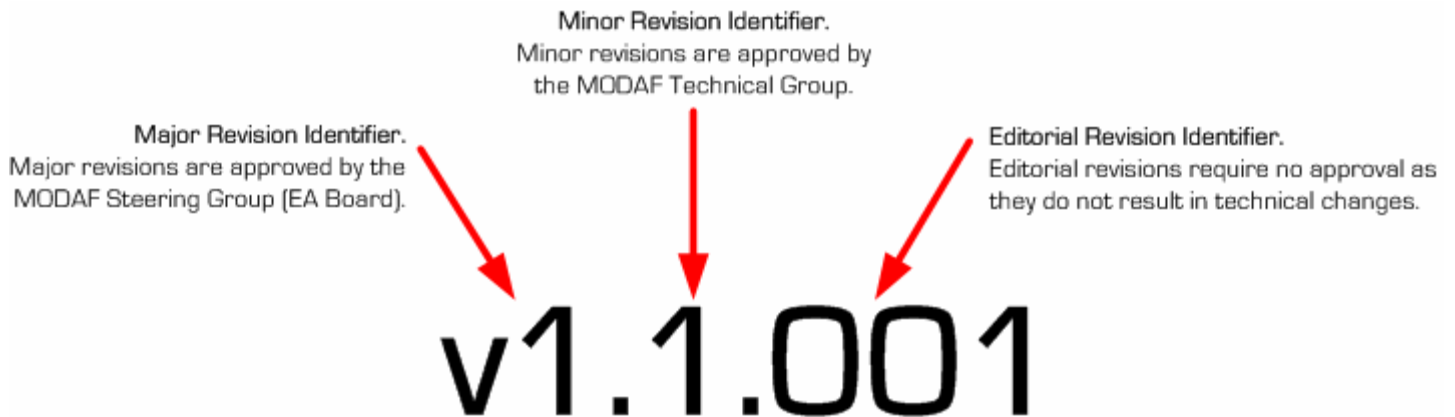 Minor Revision Identifier.
Minor revisions are approved by
the MODAF Technical Group.
Major Revision Identifier.
Major revisions are approved by the
MODAF Steering Group (EA Board).
Editorial Revision Identifier.
Editorial revisions require no approval as
they do not result in technical changes.
v1.1.001